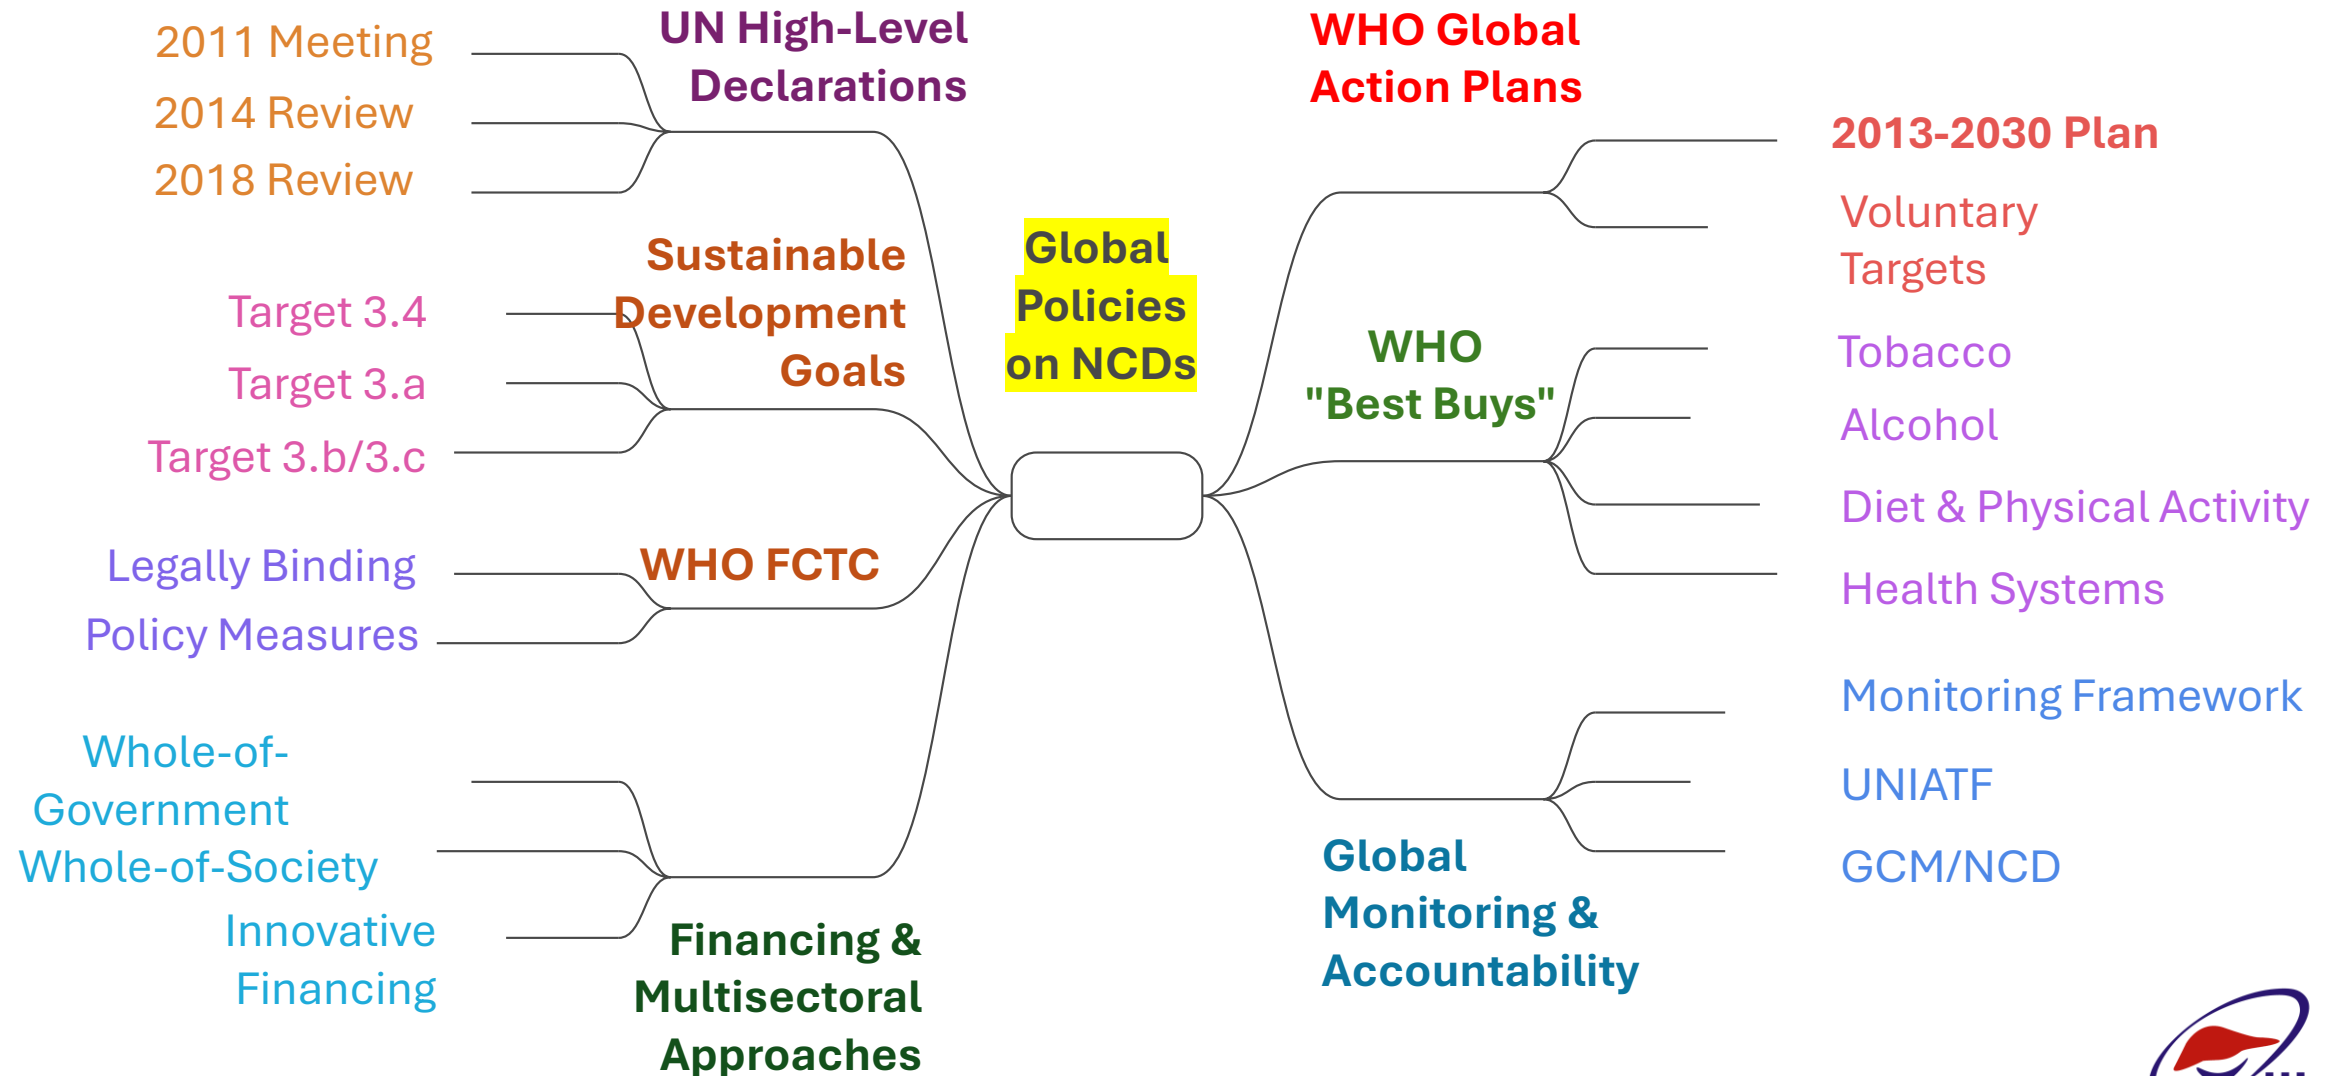 UN High-Level
Declarations
2011 Meeting
2014 Review
2018 Review
Sustainable
Development
Goals
Target 3.4
Target 3.a
Target 3.b/3.c
WHO FCTC
Legally Binding
Policy Measures
Whole-of-
Government
Whole-of-Society
Innovative
Financing
Financing &
Multisectoral
Approaches
Global
Policies
on NCDs
WHO Global
Action Plans
2013-2030 Plan
Voluntary
Targets
WHO
"Best Buys"
Tobacco
Alcohol
Diet & Physical Activity
Health Systems
Monitoring Framework
UNIATF
GCM/NCD
Global
Monitoring &
Accountability